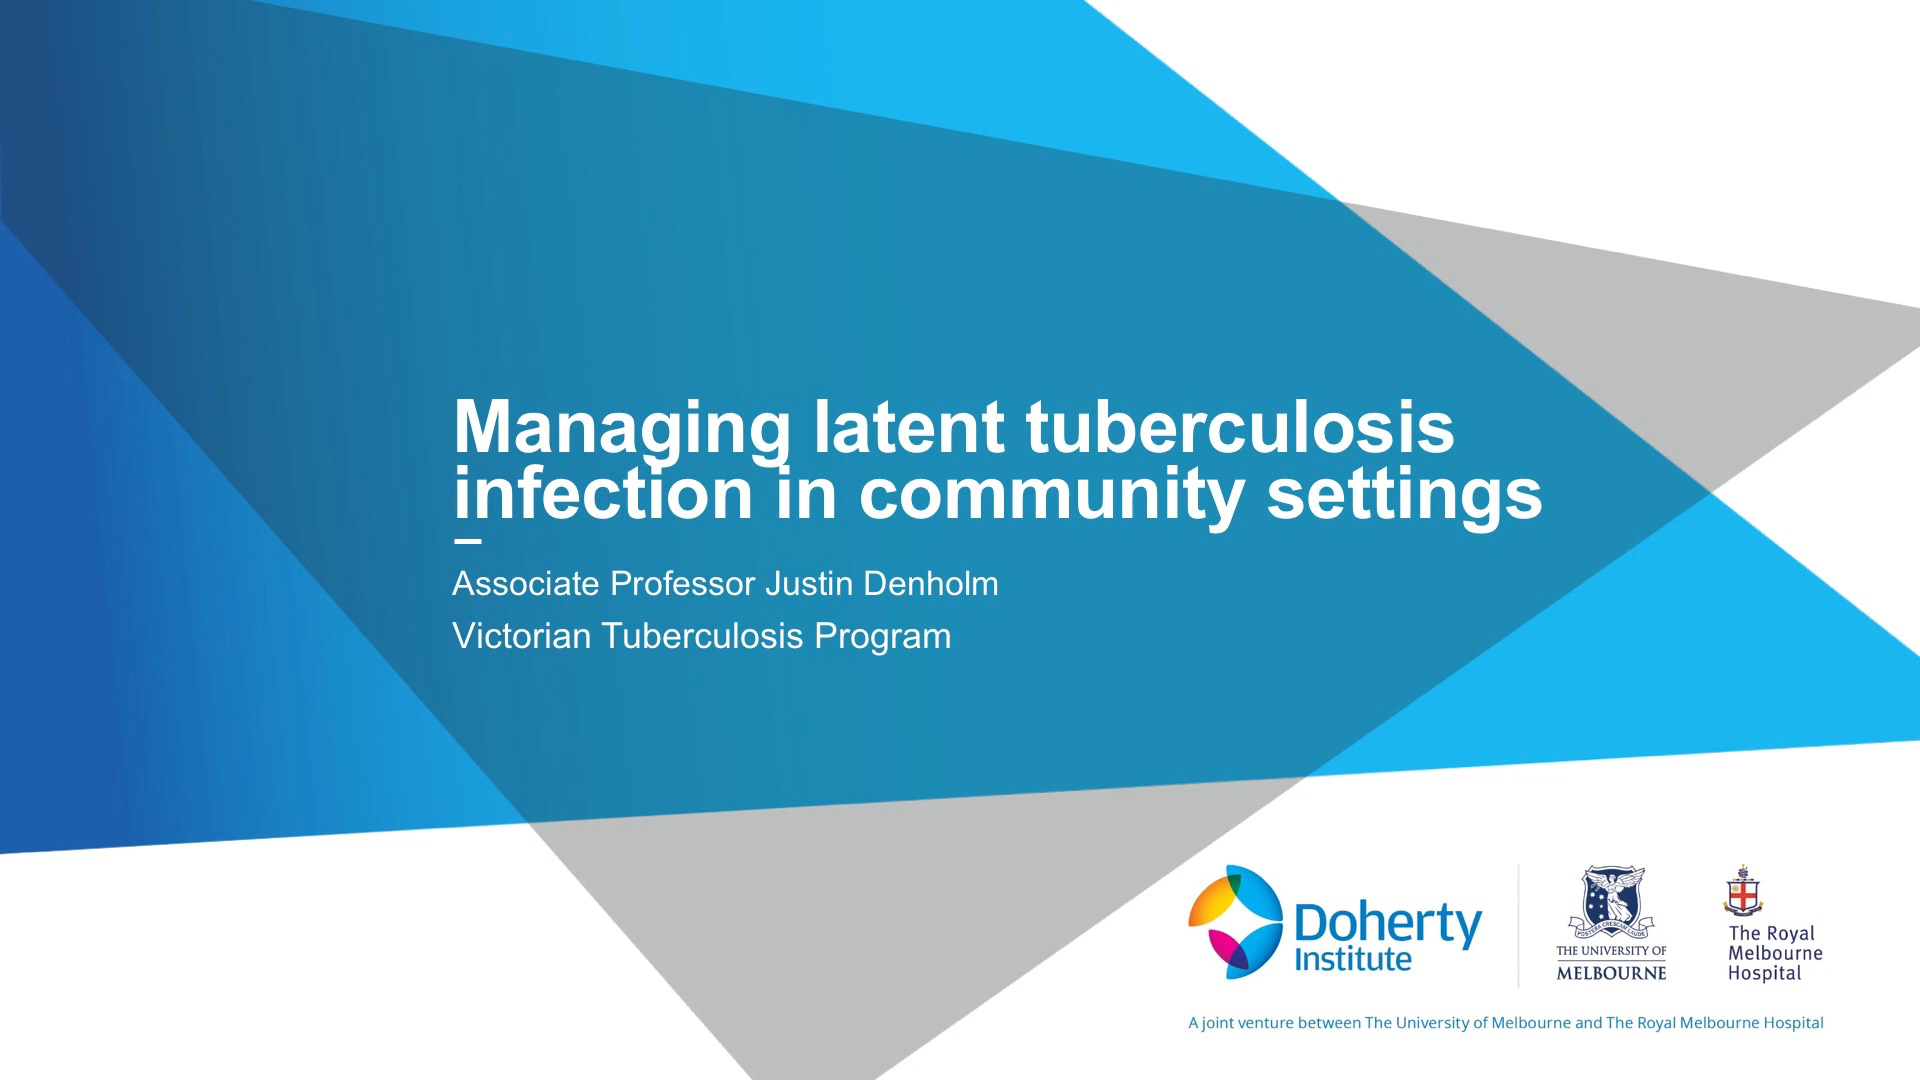 Managing latent tuberculosis
infection in community settings
–
Associate Professor Justin Denholm
Victorian Tuberculosis Program
Doherty
Institute
THE UNIVERSITY OF
MELBOURNE
The Royal
Melbourne
Hospital
A joint venture between The University of Melbourne and The Royal Melbourne Hospital